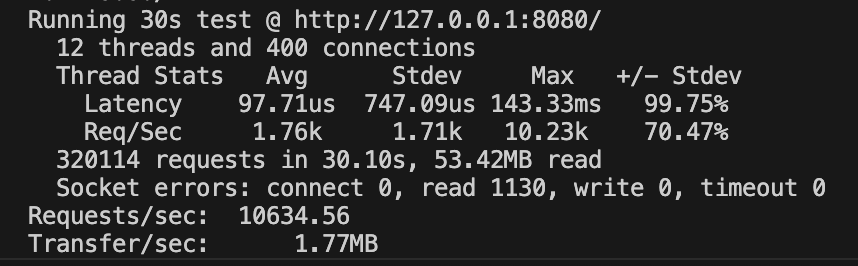 Running 30s test @ http://127.0.0.1:8080/
12 threads and 400 connections
Thread Stats Avg Stdev Max +/- Stdev
Latency 97.71us 747.09us 143.33ms 99.75%
Req/Sec 1.76k 1.71k 10.23k 70.47%
320114 requests in 30.10s, 53.42MB read
Socket errors: connect 0, read 1130, write 0, timeout 0
Requests/sec: 10634.56
Transfer/sec: 1.77MB